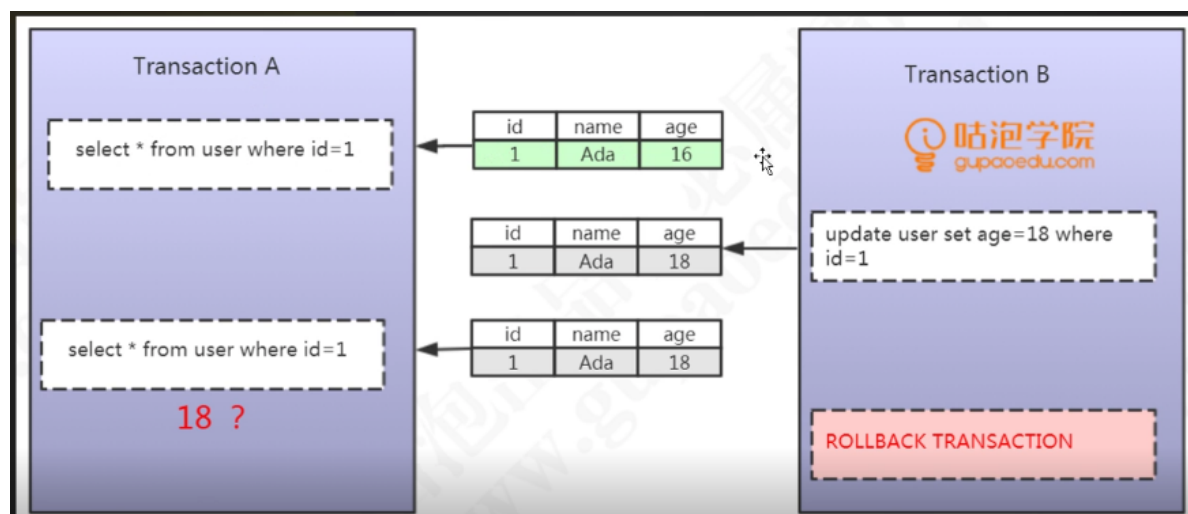 Transaction A
select * from user where id=1
id name age
1 Ada 16
Transaction B
咕泡学院
gupaoedu.com
id name age
1 Ada 18
update user set age=18 where
id=1
id name age
1 Ada 18
select * from user where id=1
18 ?
ROLLBACK TRANSACTION